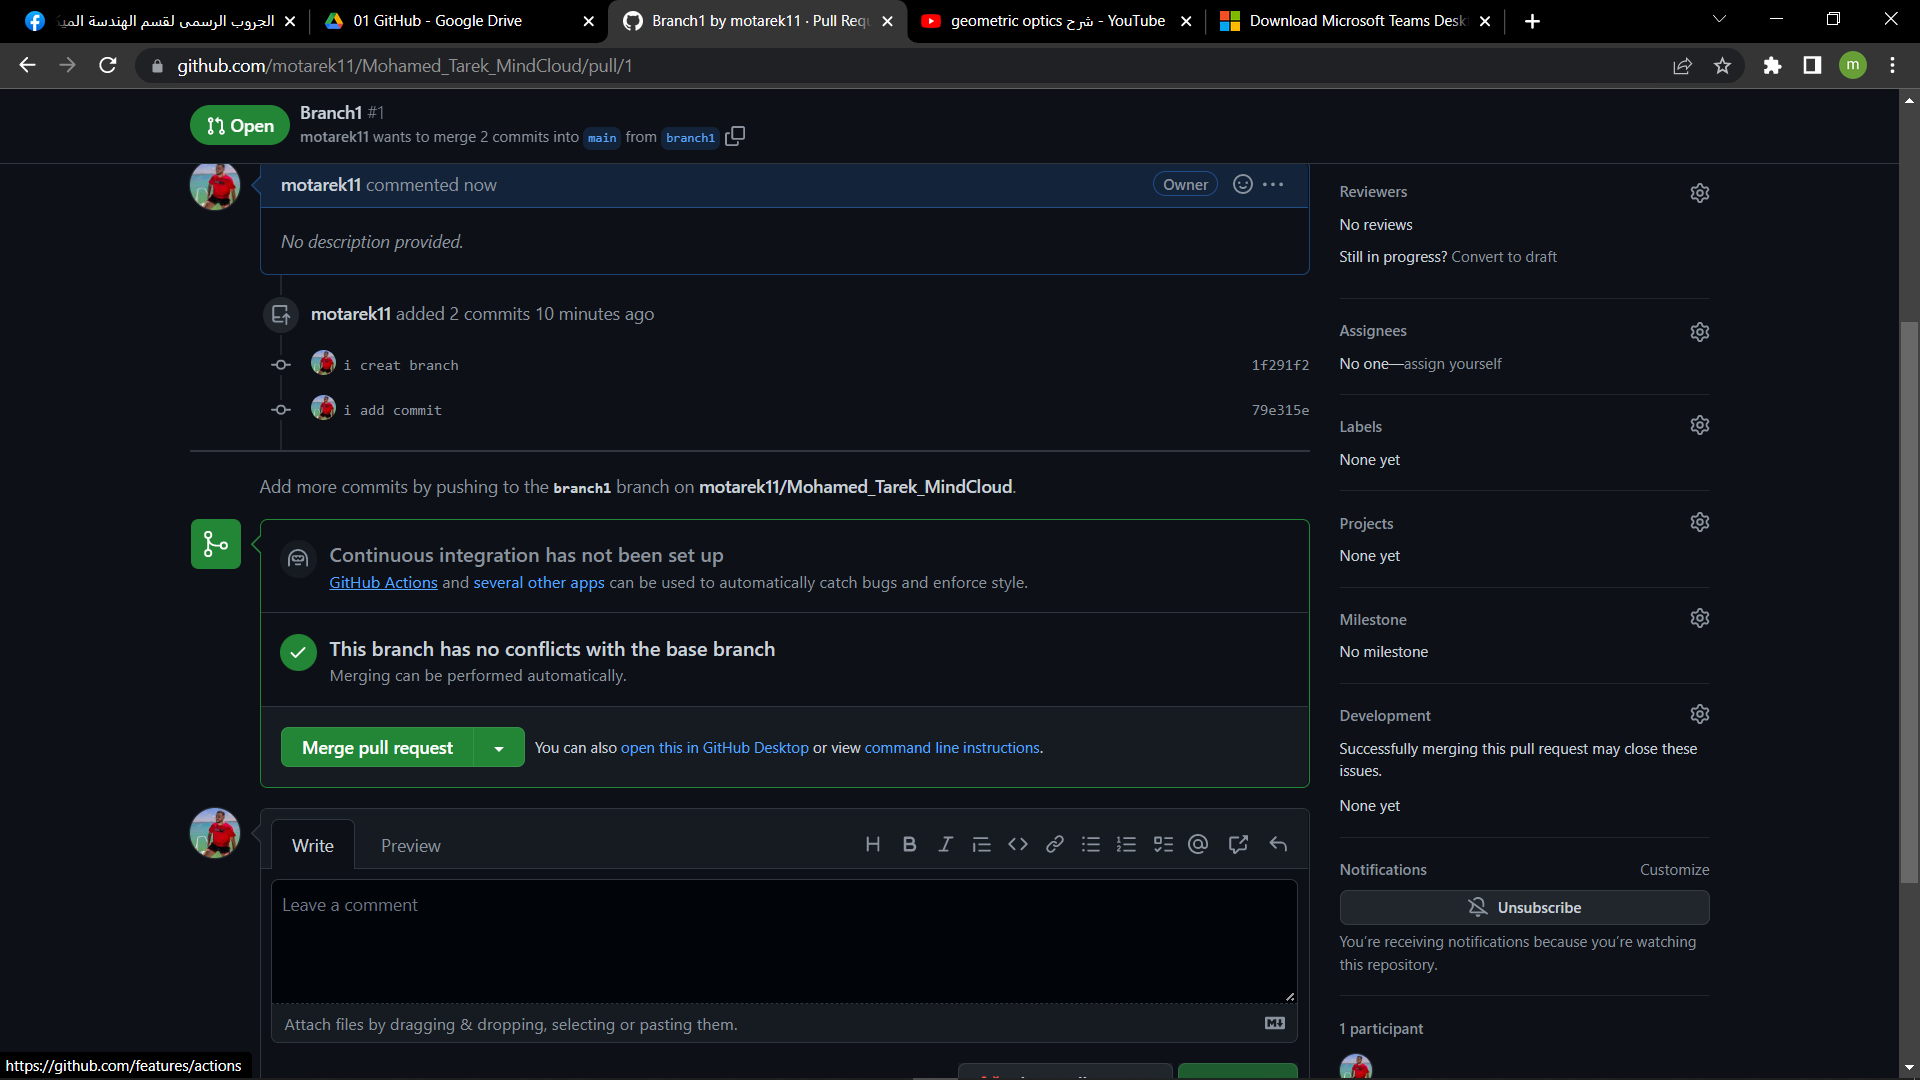 الجروب الرسمى لقسم الهندسة الميك
01 GitHub - Google Drive
Branch1 by motarek11 · Pull Requ
geometric optics شرح - YouTube
Download Microsoft Teams Desk
github.com/motarek11/Mohamed_Tarek_MindCloud/pull/1
m
Open
Branch1 #1
motarek11 wants to merge 2 commits into main from branch1
motarek11 commented now
Owner
No description provided.
motarek11 added 2 commits 10 minutes ago
i creat branch
1f291f2
i add commit
79e315e
Add more commits by pushing to the branch1 branch on motarek11/Mohamed_Tarek_MindCloud.
Continuous integration has not been set up
GitHub Actions and several other apps can be used to automatically catch bugs and enforce style.
This branch has no conflicts with the base branch
Merging can be performed automatically.
Merge pull request
You can also open this in GitHub Desktop or view command line instructions.
Write
Preview
Leave a comment
Attach files by dragging & dropping, selecting or pasting them.
Reviewers
No reviews
Still in progress? Convert to draft
Assignees
No one—assign yourself
Labels
None yet
Projects
None yet
Milestone
No milestone
Development
Successfully merging this pull request may close these
issues.
None yet
Notifications
Customize
Unsubscribe
You're receiving notifications because you're watching
this repository.
1 participant
https://github.com/features/actions